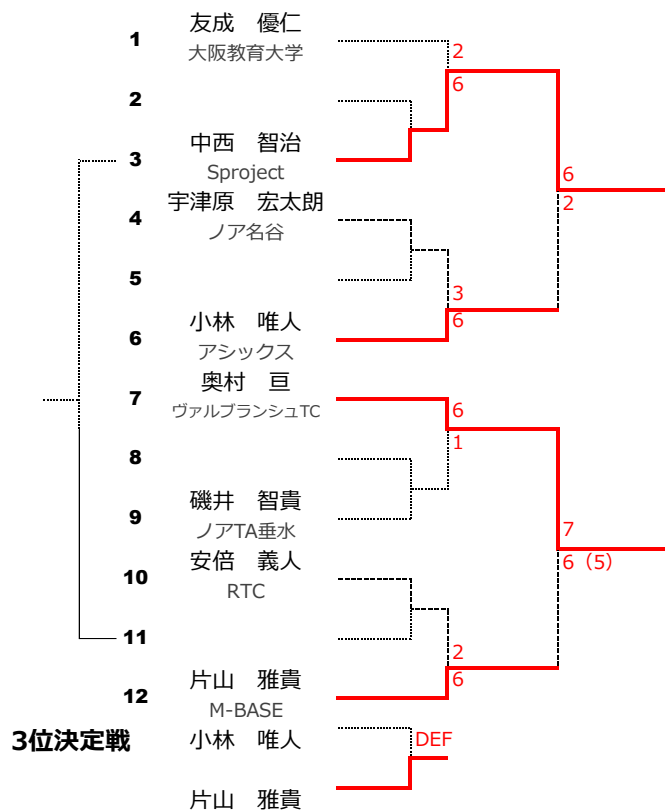 1 友成　優仁 2
大阪教育大学
2 6
3 中西　智治 6
Sproject 2
4 宇津原　宏太朗
ノア名谷
5 3
6 小林　唯人 6
アシックス
7 奥村　亘 6
ヴァルブランシュTC 1
8
9 磯井　智貴 7
ノアTA垂水 6（5）
10 安倍　義人
RTC
11 2
12 片山　雅貴 6
M-BASE
3位決定戦 小林　唯人 DEF
片山　雅貴